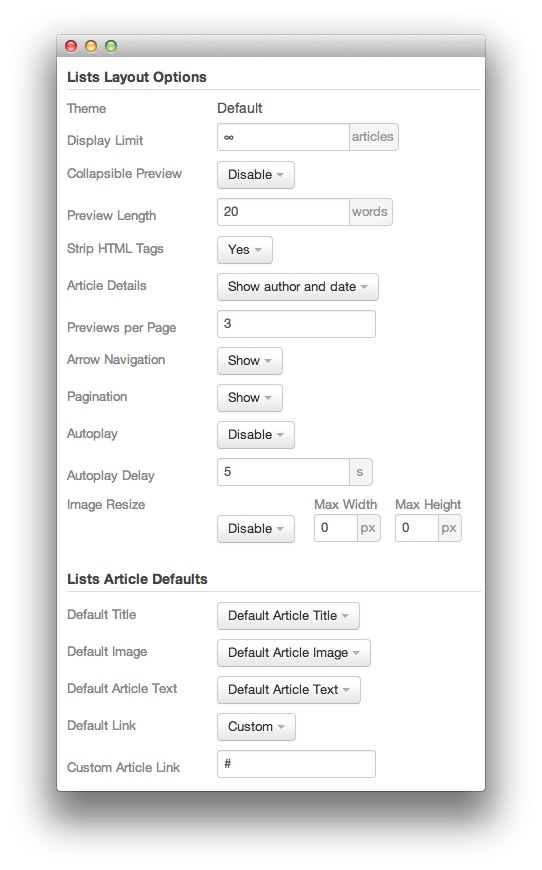 Lists Layout Options
Theme Default
Display Limit ∞ articles
Collapsible Preview Disable
Preview Length 20 words
Strip HTML Tags Yes
Article Details Show author and date
Previews per Page 3
Arrow Navigation Show
Pagination Show
Autoplay Disable
Autoplay Delay 5 s
Image Resize Max Width Max Height
Disable 0 px 0 px
Lists Article Defaults
Default Title Default Article Title
Default Image Default Article Image
Default Article Text Default Article Text
Default Link Custom
Custom Article Link #